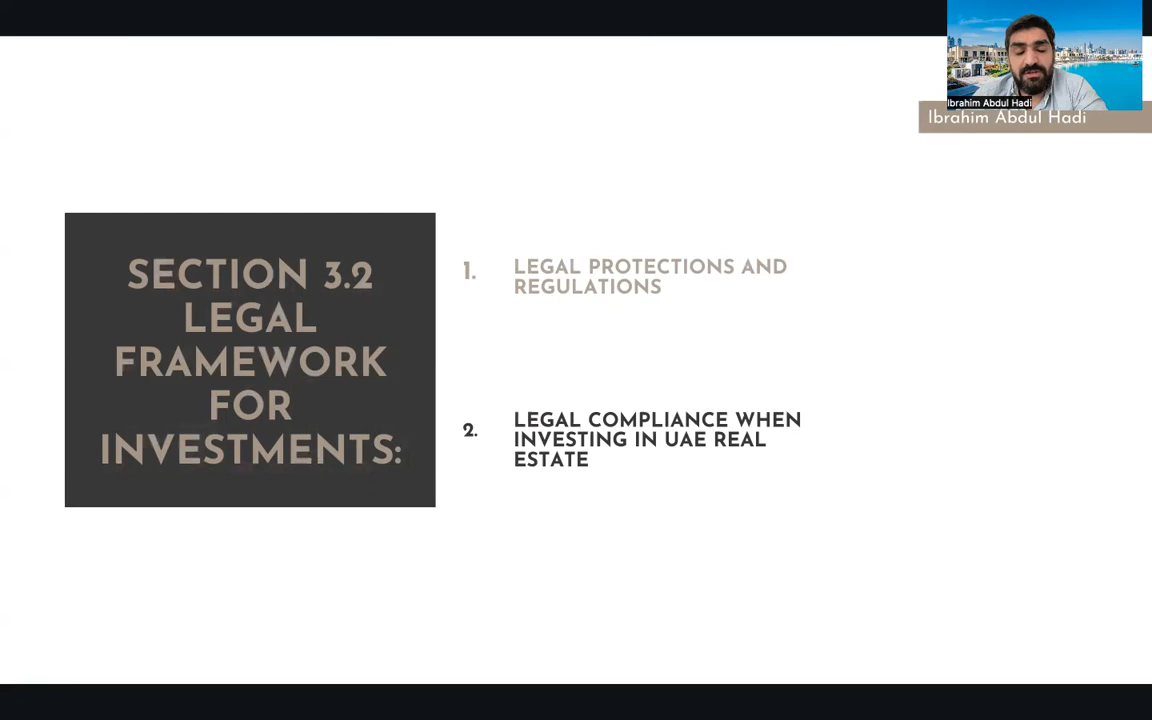 Ibrahim Abdul Hadi
Ibrahim Abdul Hadi
SECTION 3.2
LEGAL
FRAMEWORK
FOR
INVESTMENTS:
1. LEGAL PROTECTIONS AND
REGULATIONS
2. LEGAL COMPLIANCE WHEN
INVESTING IN UAE REAL
ESTATE